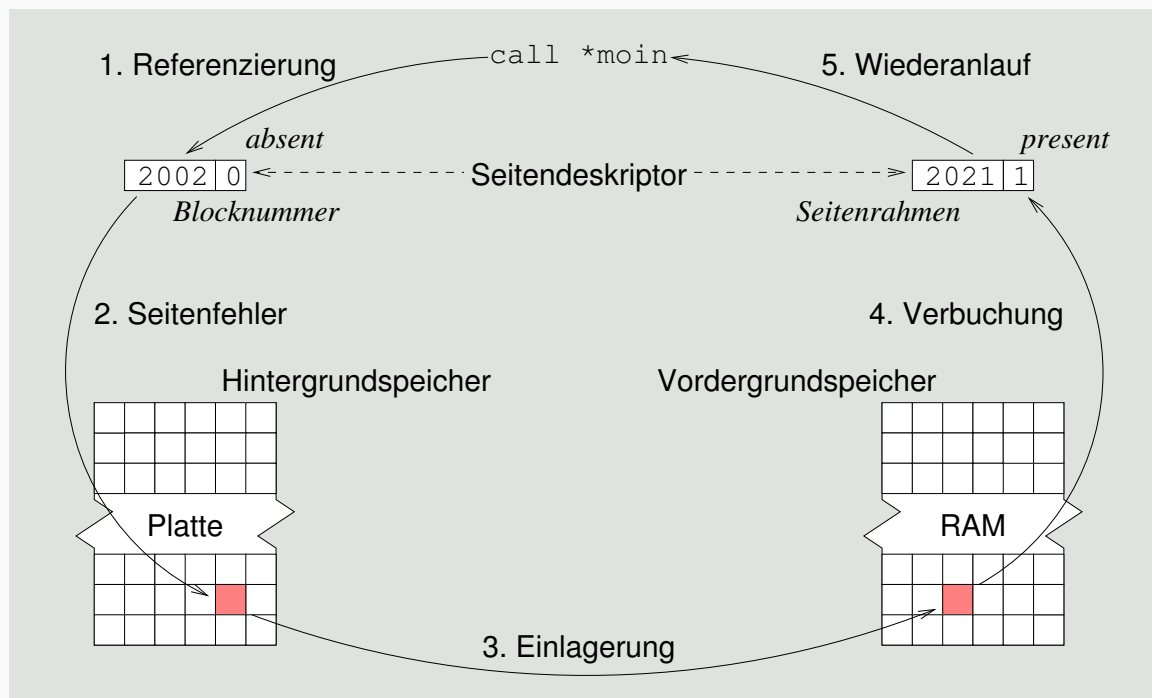 call *moin
1. Referenzierung
5. Wiederanlauf
absent
present
2002 0
Seitendeskriptor
2021 1
Blocknummer
Seitenrahmen
2. Seitenfehler
4. Verbuchung
Hintergrundspeicher
Vordergrundspeicher
Platte
RAM
3. Einlagerung